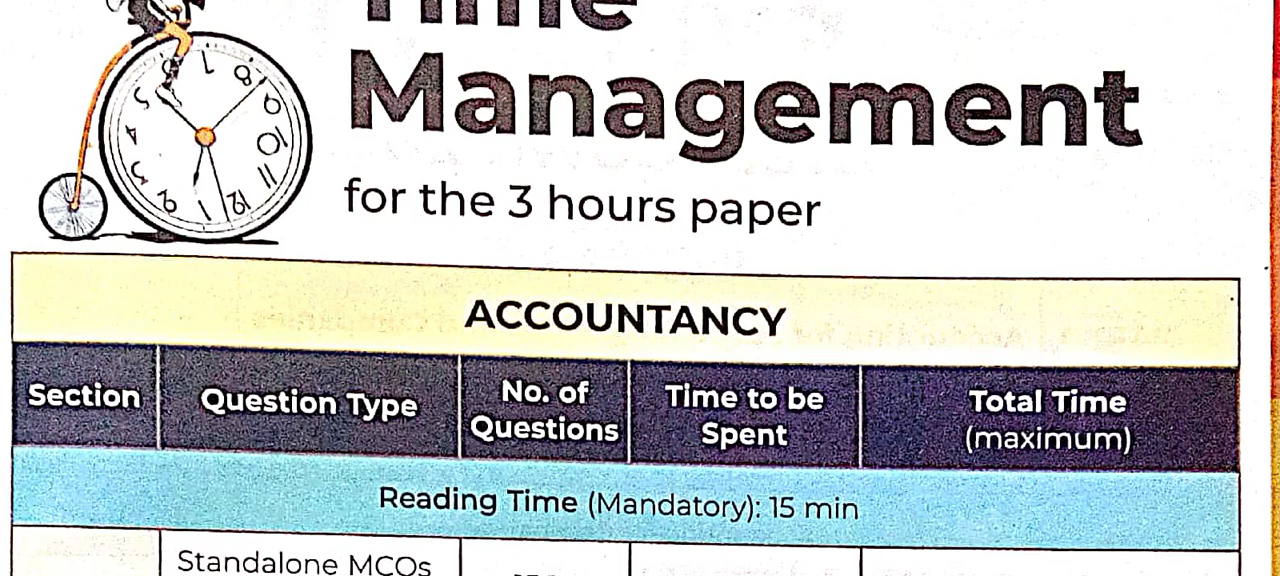 Time
Management
for the 3 hours paper
ACCOUNTANCY
Section
Question Type
No. of
Questions
Time to be
Spent
Total Time
(maximum)
Reading Time (Mandatory): 15 min
Standalone MCQs